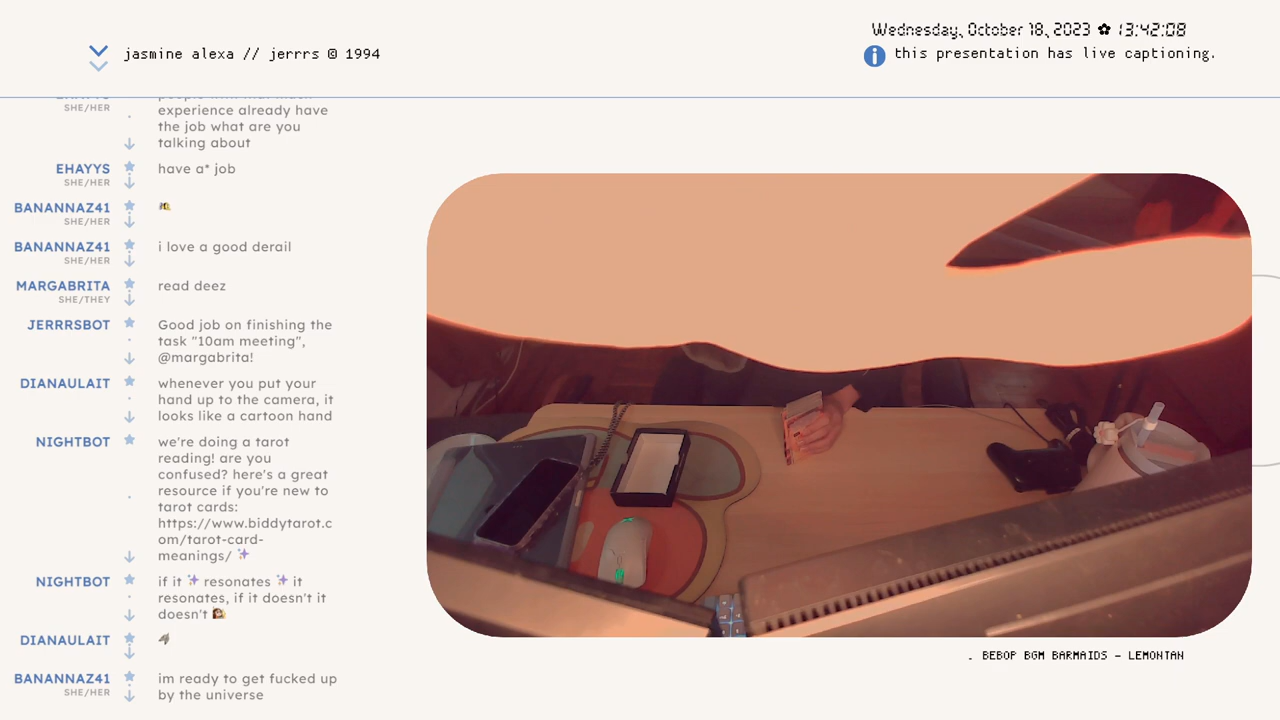 Wednesday, October 18, 2023 ✿ 13:42:08
jasmine alexa // jerrrs © 1994
this presentation has live captioning.
SHE/HER
experience already have
the job what are you
talking about
EHAYYS
SHE/HER
have a* job
BANANNAZ41
SHE/HER
BANANNAZ41
SHE/HER
i love a good derail
MARGABRITA
SHE/THEY
read deez
JERRRSBOT
Good job on finishing the
task "10am meeting",
@margabrita!
DIANAULAIT
whenever you put your
hand up to the camera, it
looks like a cartoon hand
NIGHTBOT
we're doing a tarot
reading! are you
confused? here's a great
resource if you're new to
tarot cards:
https://www.biddytarot.c
om/tarot-card-
meanings/ ✨
NIGHTBOT
if it ✨ resonates ✨ it
resonates, if it doesn't it
doesn't
DIANAULAIT
BANANNAZ41
SHE/HER
im ready to get fucked up
by the universe
. BEBOP BGM BARMAIDS - LEMONTAN